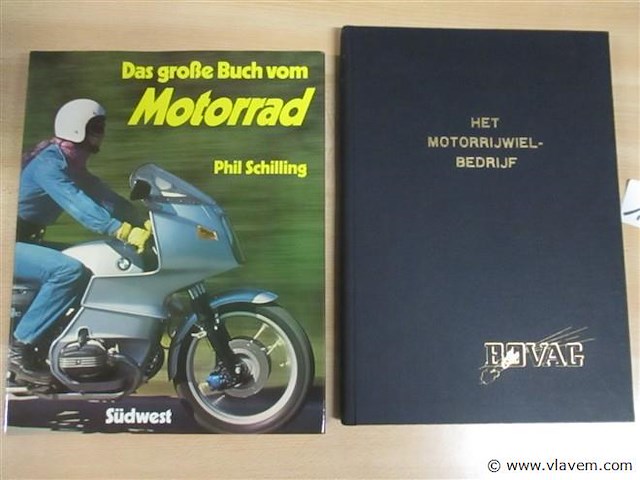 Das große Buch vom
Motorrad
Phil Schilling
Südwest
HET
MOTORRIJWIEL-
BEDRIJF
BOVAG
© www.vlavem.com